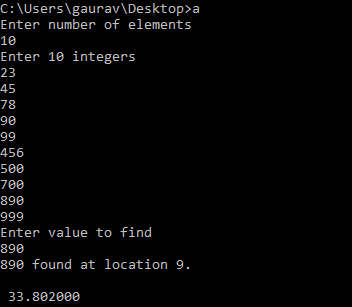 C:\Users\gaurav\Desktop>a
Enter number of elements
10
Enter 10 integers
23
45
78
90
99
456
500
700
890
999
Enter value to find
890
890 found at location 9.
33.802000